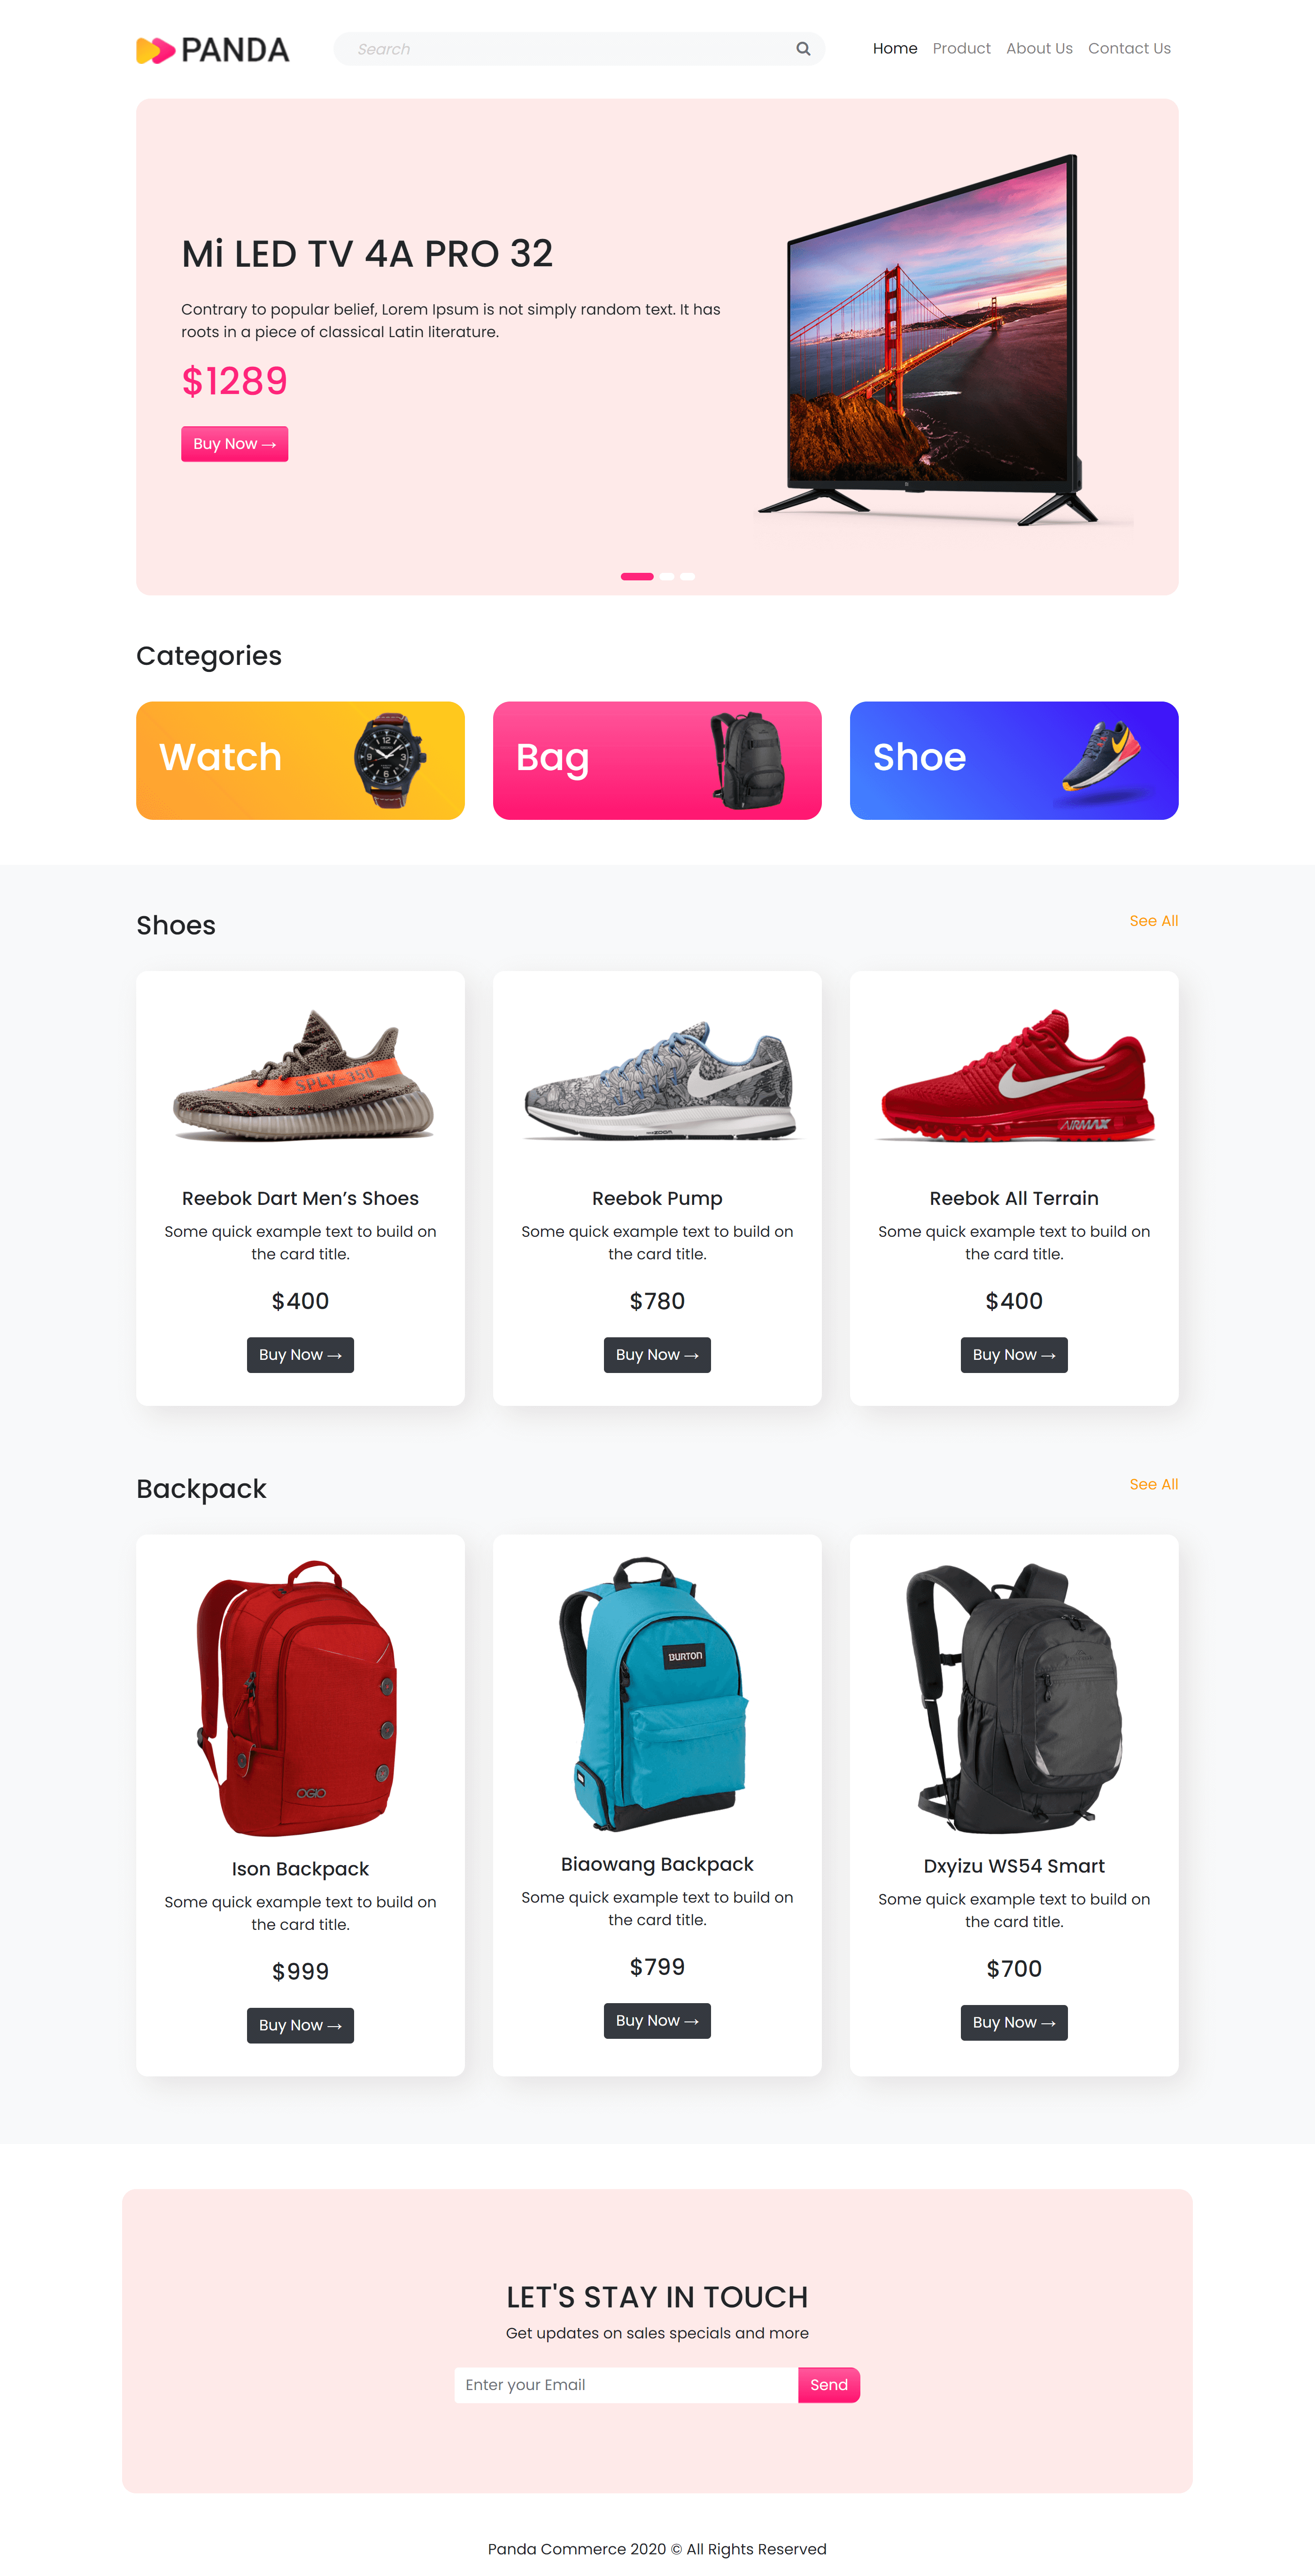 PANDA
Search
Home Product About Us Contact Us
Mi LED TV 4A PRO 32
Contrary to popular belief, Lorem Ipsum is not simply random text. It has
roots in a piece of classical Latin literature.
$1289
Buy Now →
Categories
Watch
Bag
Shoe
Shoes
See All
SPLY-350
ZOOM
AIRMAX
Reebok Dart Men’s Shoes
Some quick example text to build on
the card title.
$400
Buy Now →
Reebok Pump
Some quick example text to build on
the card title.
$780
Buy Now →
Reebok All Terrain
Some quick example text to build on
the card title.
$400
Buy Now →
Backpack
See All
OGIO
Ison Backpack
Some quick example text to build on
the card title.
$999
Buy Now →
BURTON
Biaowang Backpack
Some quick example text to build on
the card title.
$799
Buy Now →
Dxyizu WS54 Smart
Some quick example text to build on
the card title.
$700
Buy Now →
LET'S STAY IN TOUCH
Get updates on sales specials and more
Enter your Email
Send
Panda Commerce 2020 © All Rights Reserved